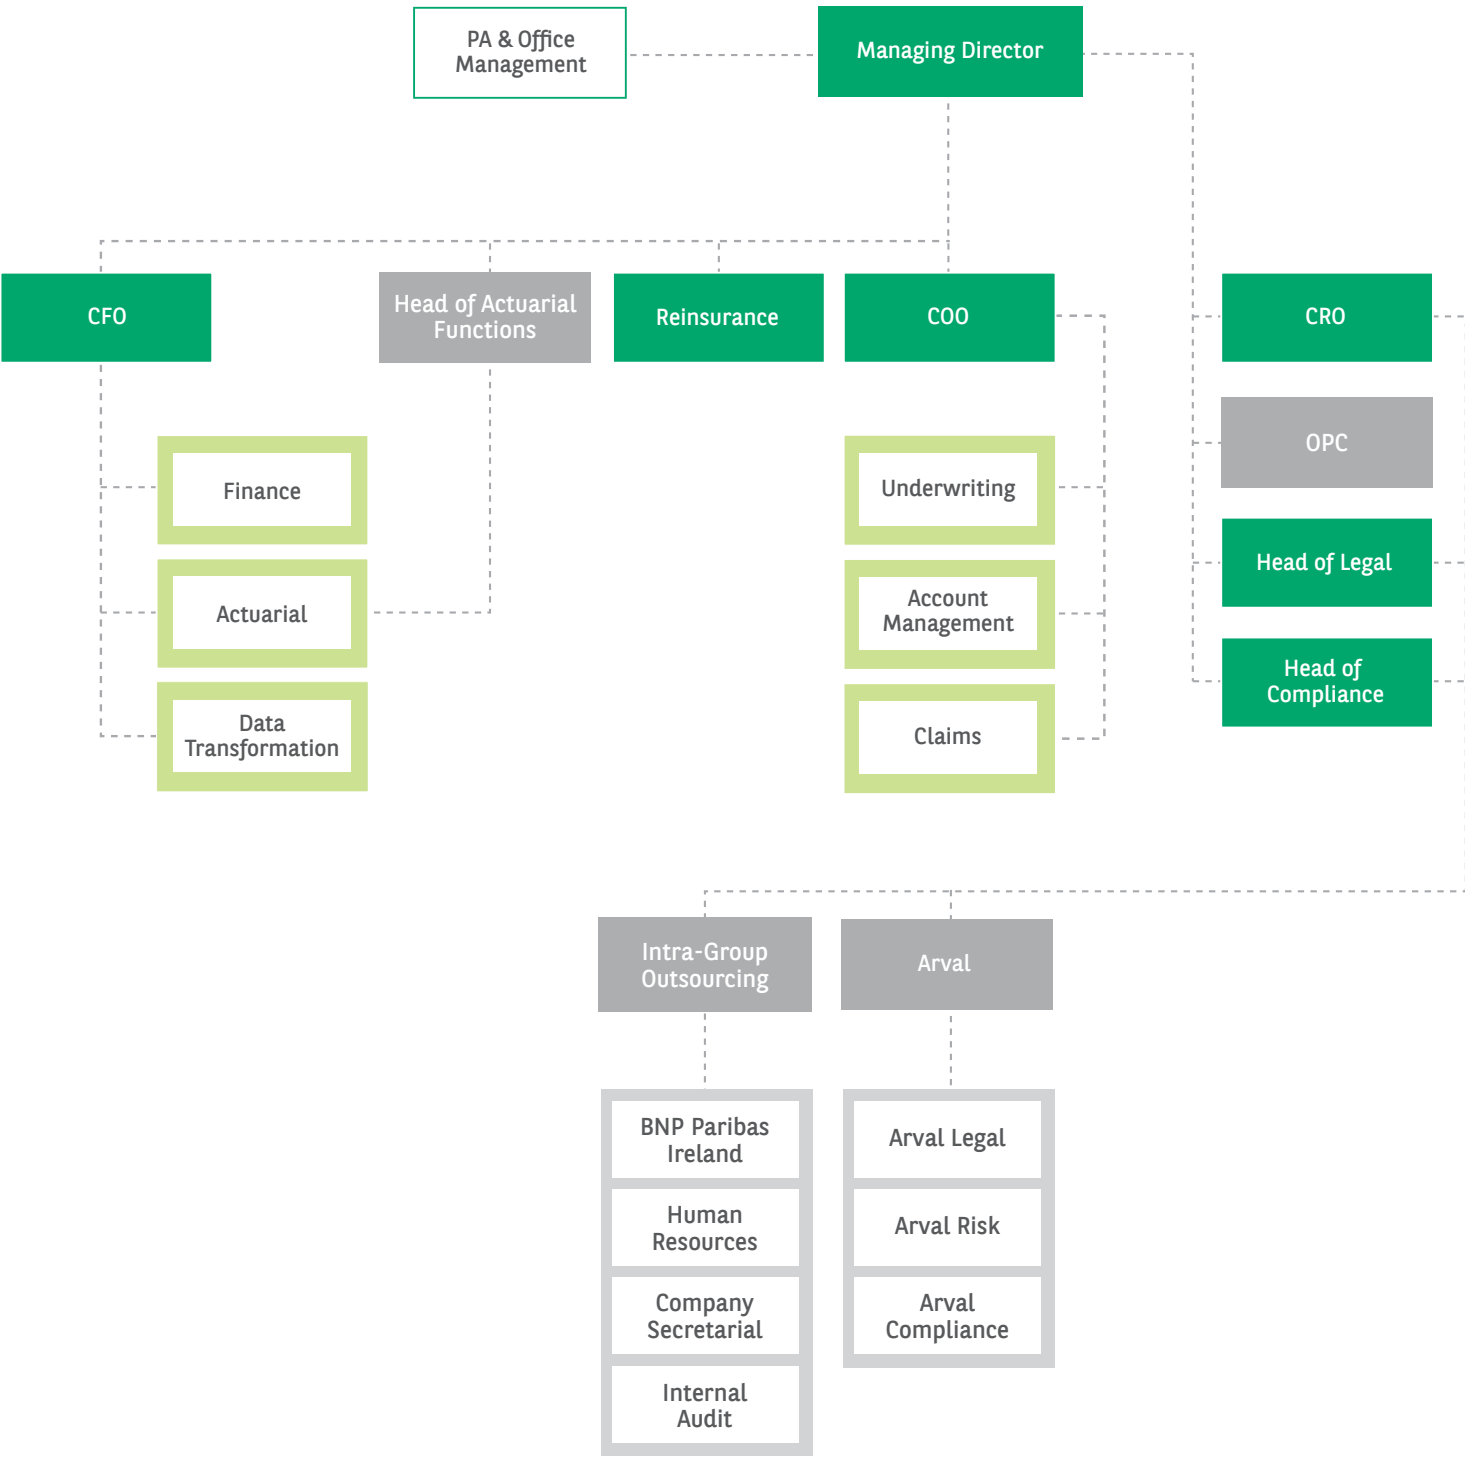 PA & Office
Management
Managing Director
CFO
Head of Actuarial
Functions
Reinsurance
COO
CRO
OPC
Finance
Underwriting
Head of Legal
Actuarial
Account
Management
Head of
Compliance
Data
Transformation
Claims
Intra-Group
Outsourcing
Arval
BNP Paribas
Ireland
Human
Resources
Company
Secretarial
Internal
Audit
Arval Legal
Arval Risk
Arval
Compliance